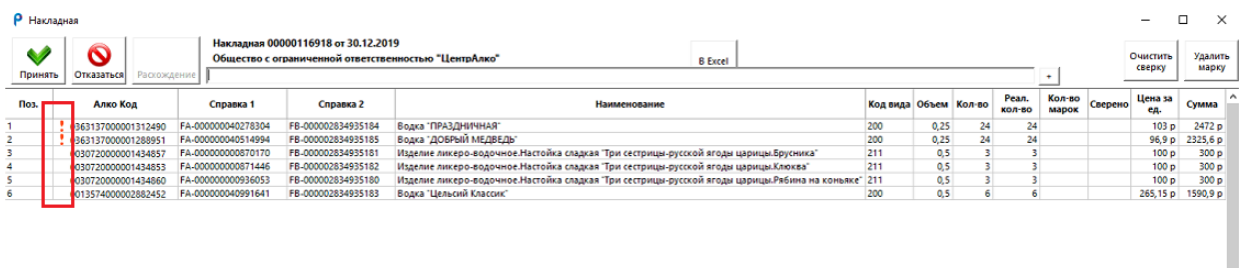 Накладная
Накладная 00000116918 от 30.12.2019
Общество с ограниченной ответственностью "ЦентрАлко"
Принять Отказаться Расхождение В Excel Очистить сверку Удалить марку
+
Поз. Алко Код Справка 1 Справка 2 Наименование Код вида Объем Кол-во Реал. кол-во Кол-во марок Сверено Цена за ед. Сумма
1 ! 0363137000001312490 FA-000000040278304 FB-000002834935184 Водка "ПРАЗДНИЧНАЯ" 200 0,25 24 24 103 р 2472 р
2 ! 0363137000001288951 FA-000000040514994 FB-000002834935185 Водка "ДОБРЫЙ МЕДВЕДЬ" 200 0,25 24 24 96,9 р 2325,6 р
3 0030720000001434857 FA-000000000870170 FB-000002834935181 Изделие ликеро-водочное.Настойка сладкая "Три сестрицы-русской ягоды царицы.Брусника" 211 0,5 3 3 100 р 300 р
4 0030720000001434853 FA-000000000871446 FB-000002834935182 Изделие ликеро-водочное.Настойка сладкая "Три сестрицы-русской ягоды царицы.Клюква" 211 0,5 3 3 100 р 300 р
5 0030720000001434860 FA-000000000936053 FB-000002834935180 Изделие ликеро-водочное.Настойка сладкая "Три сестрицы-русской ягоды царицы.Рябина на коньяке" 211 0,5 3 3 100 р 300 р
6 0013574000002882452 FA-000000040991641 FB-000002834935183 Водка "Цельсий Классик" 200 0,5 6 6 265,15 р 1590,9 р